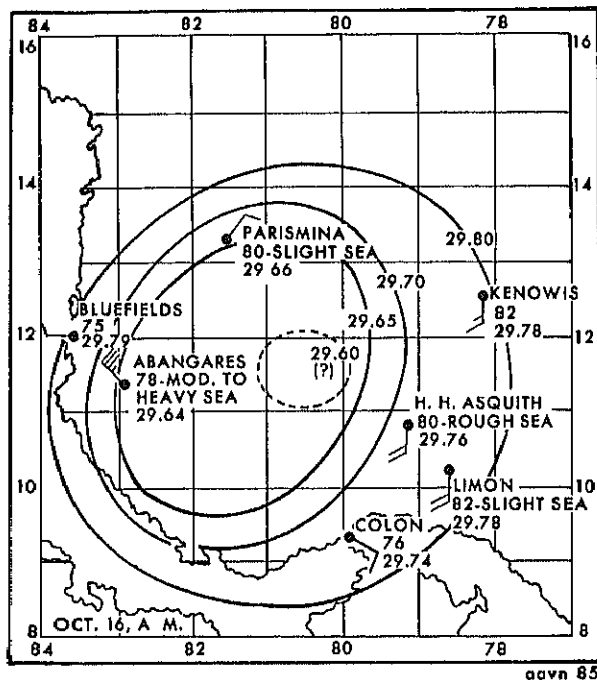 84 82 80 78
16 16
14 14
PARISMINA
80-SLIGHT SEA
29.66
29.80
29.70
29.65
KENOWIS
82
29.78
BLUEFIELDS
75
29.79
12 12
29.60
(?)
ABANGARES
78-MOD. TO
HEAVY SEA
29.64
H. H. ASQUITH
80-ROUGH SEA
29.76
10 10
LIMON
82-SLIGHT SEA
29.78
COLON
76
29.74
OCT. 16, A M.
8 8
84 82 80 78
aavn 85